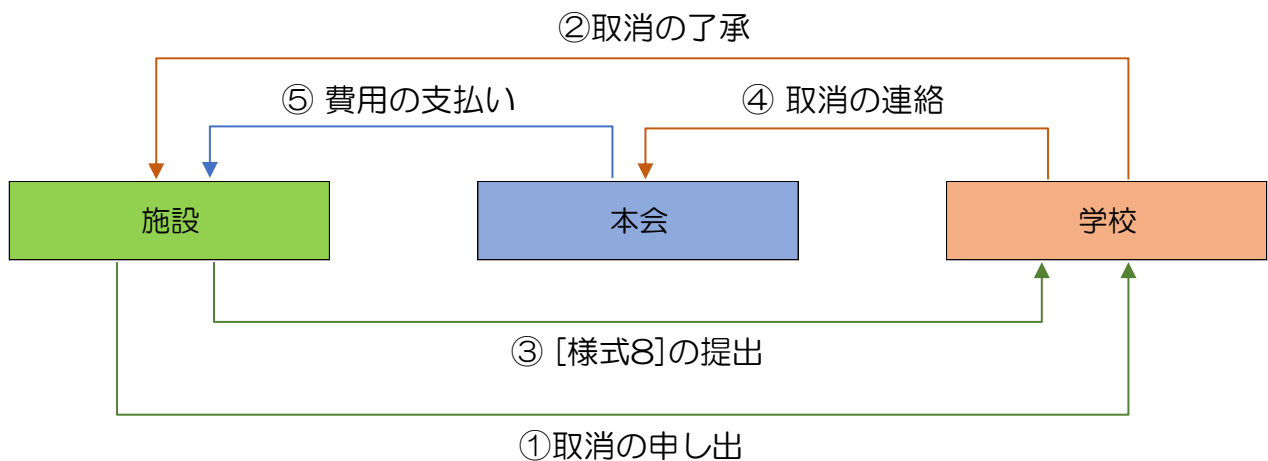 ②取消の了承
⑤ 費用の支払い
④ 取消の連絡
施設
本会
学校
③ [様式8]の提出
①取消の申し出